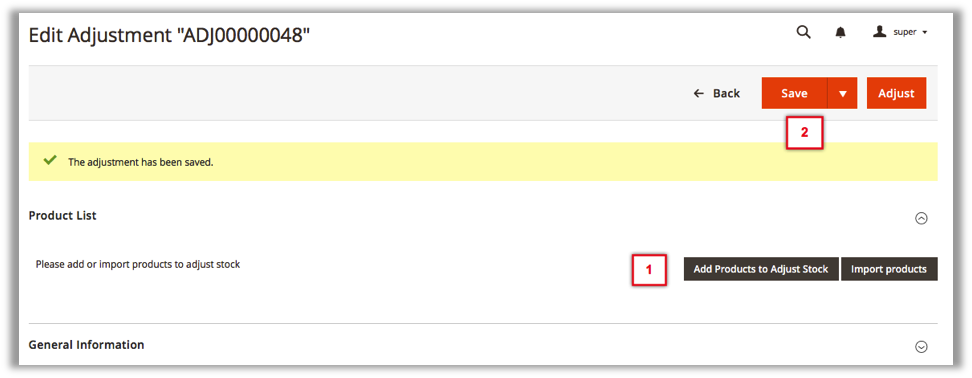 Edit Adjustment "ADJ00000048"
super
Back
Save
Adjust
2
The adjustment has been saved.
Product List
Please add or import products to adjust stock
1
Add Products to Adjust Stock
Import products
General Information